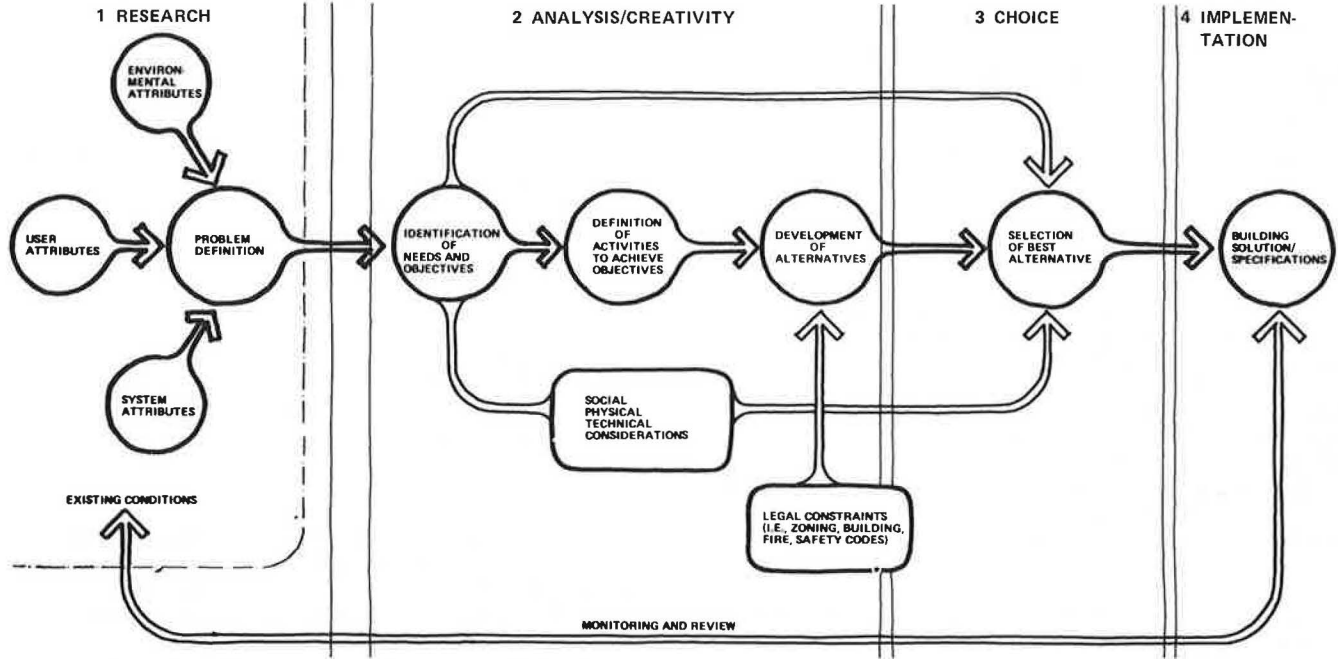 1 RESEARCH
2 ANALYSIS/CREATIVITY
3 CHOICE
4 IMPLEMEN-
TATION
ENVIRON-
MENTAL
ATTRIBUTES
USER
ATTRIBUTES
PROBLEM
DEFINITION
SYSTEM
ATTRIBUTES
EXISTING CONDITIONS
IDENTIFICATION
OF
NEEDS AND
OBJECTIVES
DEFINITION
OF
ACTIVITIES
TO ACHIEVE
OBJECTIVES
DEVELOPMENT
OF
ALTERNATIVES
SOCIAL
PHYSICAL
TECHNICAL
CONSIDERATIONS
LEGAL CONSTRAINTS
(I.E., ZONING, BUILDING,
FIRE, SAFETY CODES)
SELECTION
OF BEST
ALTERNATIVE
BUILDING
SOLUTION/
SPECIFICATIONS
MONITORING AND REVIEW